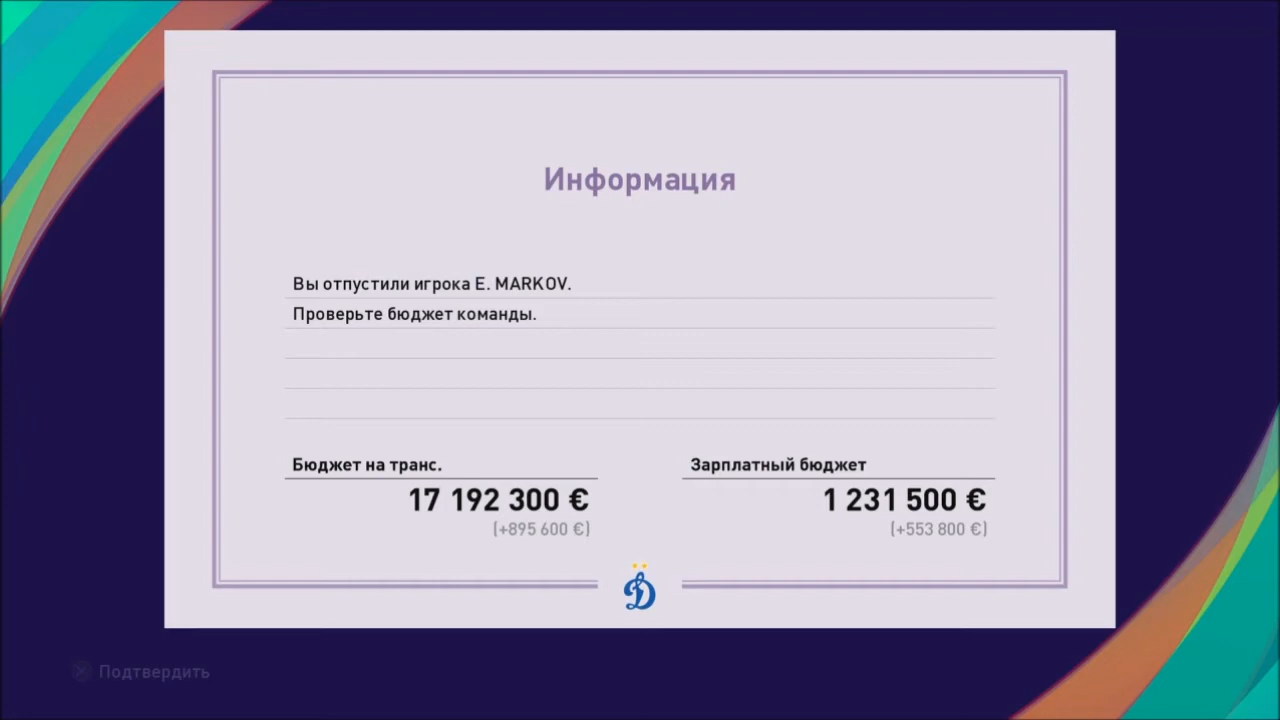 Информация
Вы отпустили игрока E. MARKOV.
Проверьте бюджет команды.
Бюджет на транс.
17 192 300 €
(+895 600 €)
Зарплатный бюджет
1 231 500 €
(+553 800 €)
Д
Подтвердить